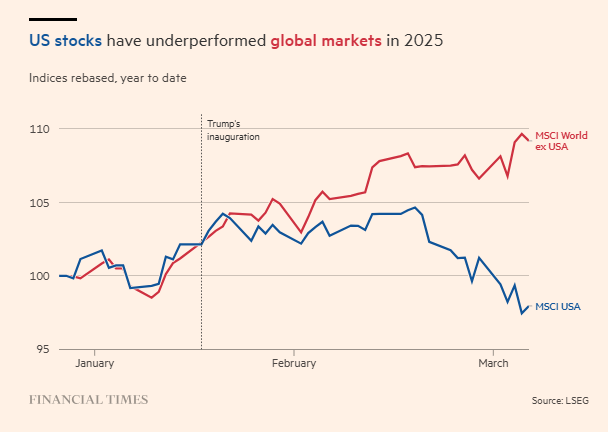 US stocks have underperformed global markets in 2025
Indices rebased, year to date
Trump's
inauguration
110
105
100
95
MSCI World
ex USA
MSCI USA
January February March
FINANCIAL TIMES
Source: LSEG